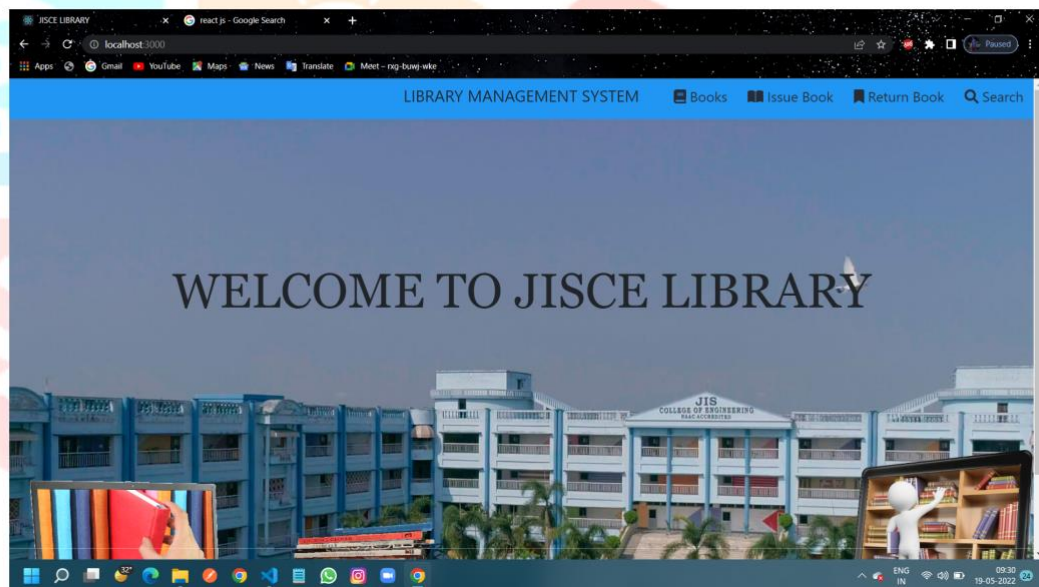 JISCE LIBRARY
react js - Google Search
localhost:3000
Paused
Apps Gmail YouTube Maps News Translate Meet – rxg-buwj-wke
LIBRARY MANAGEMENT SYSTEM Books Issue Book Return Book Search
WELCOME TO JISCE LIBRARY
JIS
COLLEGE OF ENGINEERING
NAAC ACCREDITED
32°
ENG
IN
09:30
19-05-2022
24